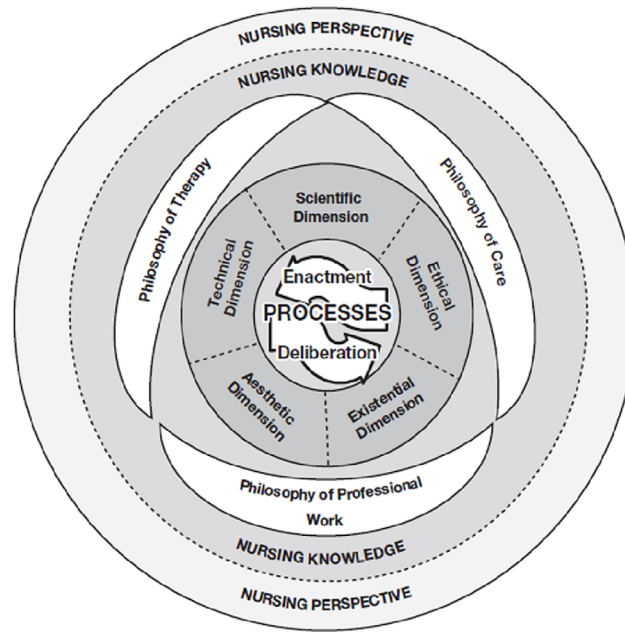 NURSING PERSPECTIVE
NURSING KNOWLEDGE
Philosophy of Therapy
Philosophy of Care
Scientific
Dimension
Technical
Dimension
Ethical
Dimension
Enactment
PROCESSES
Deliberation
Aesthetic
Dimension
Existential
Dimension
Philosophy of Professional
Work
NURSING KNOWLEDGE
NURSING PERSPECTIVE